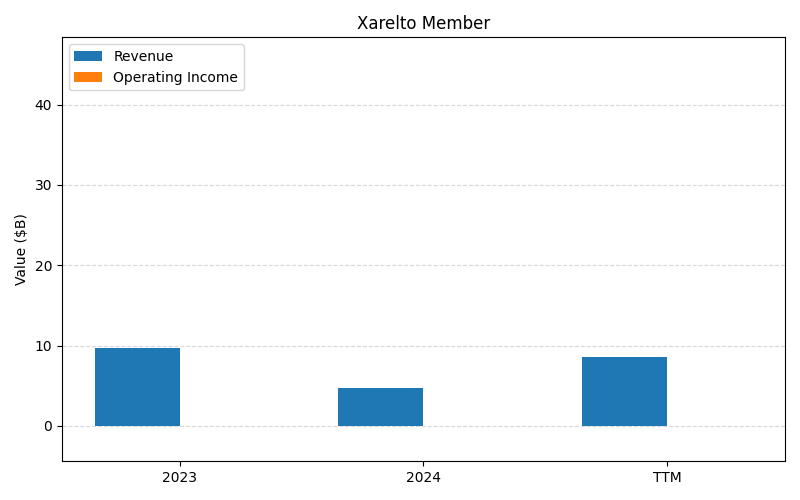 Xarelto Member
Revenue
Operating Income
Value ($B)
40
30
20
10
0
2023 2024 TTM